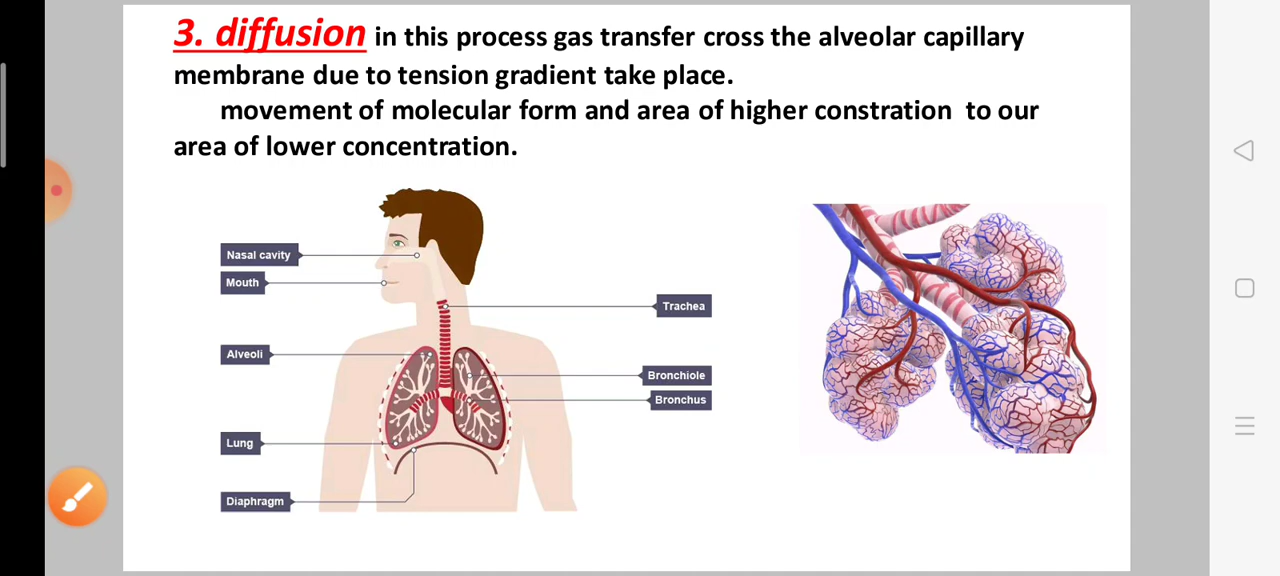 3. diffusion in this process gas transfer cross the alveolar capillary
membrane due to tension gradient take place.
movement of molecular form and area of higher constration to our
area of lower concentration.
Nasal cavity
Mouth
Trachea
Alveoli
Bronchiole
Bronchus
Lung
Diaphragm